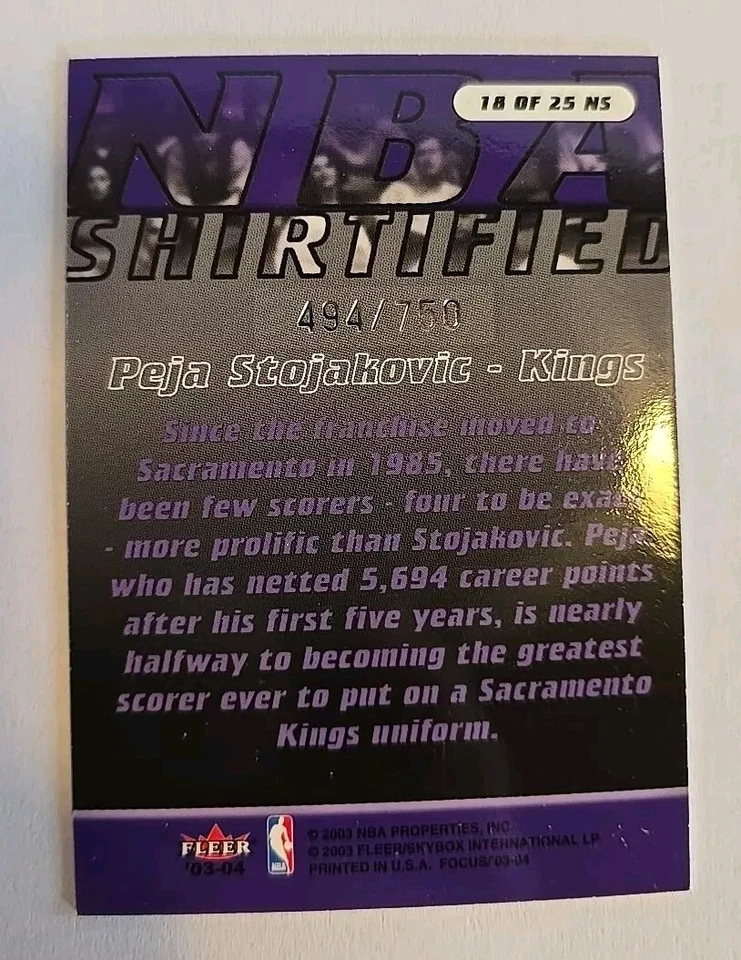 NBA
18 OF 25 NS
SHIRTIFIED
494/750
Peja Stojakovic - Kings
Since the franchise moved to
Sacramento in 1985, there have
been few scorers - four to be
- more prolific than Stojakovic. Peja
who has netted 5,694 career points
after his first five years, is nearly
halfway to becoming the greatest
scorer ever to put on a Sacramento
Kings uniform.
FLEER
'03-04
NBA
© 2003 NBA PROPERTIES, INC.
© 2003 FLEER/SKYBOX INTERNATIONAL LP
PRINTED IN U.S.A. FOCUS/'03-04